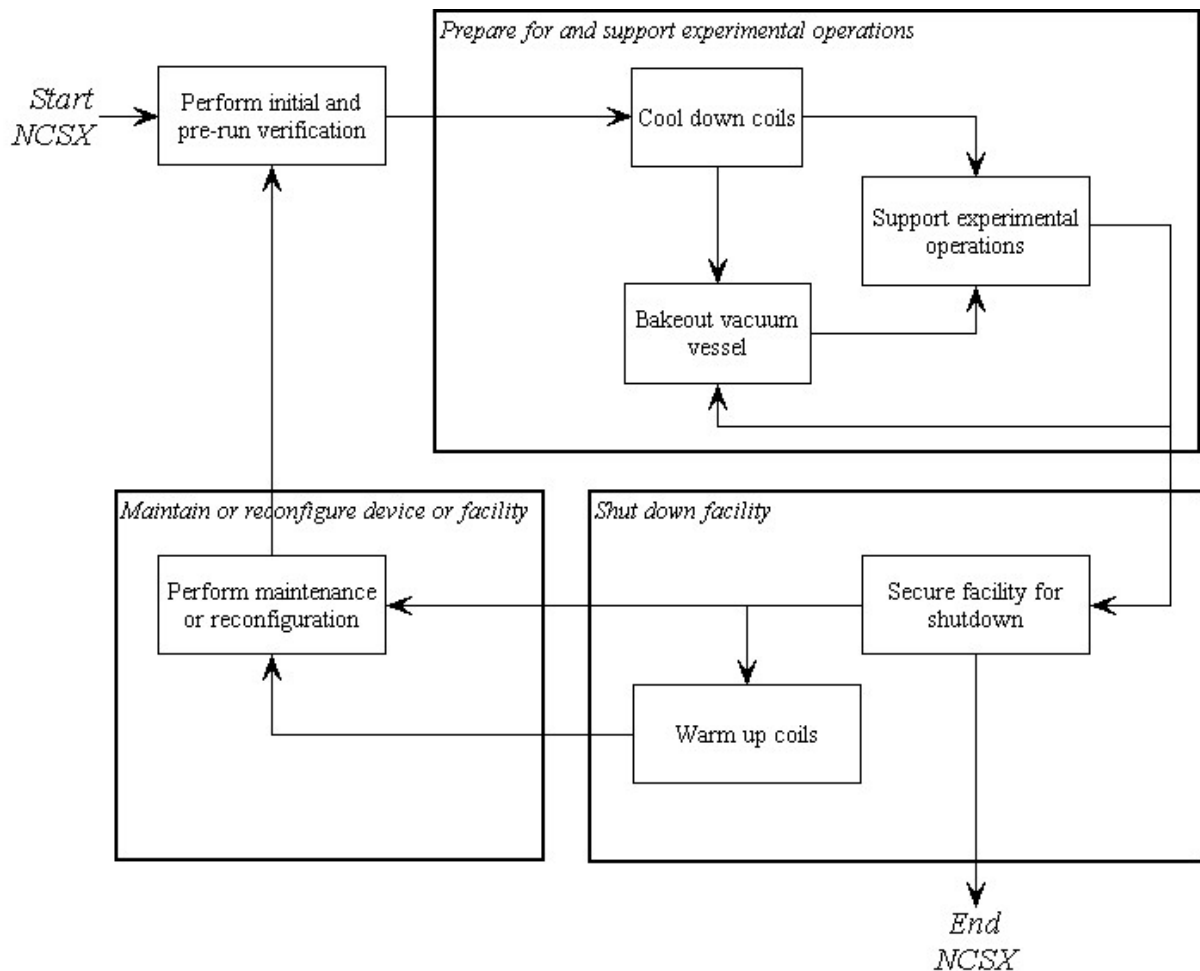 Prepare for and support experimental operations
Start
NCSX
Perform initial and
pre-run verification
Cool down coils
Support experimental
operations
Bakeout vacuum
vessel
Maintain or reconfigure device or facility
Shut down facility
Perform maintenance
or reconfiguration
Secure facility for
shutdown
Warm up coils
End
NCSX